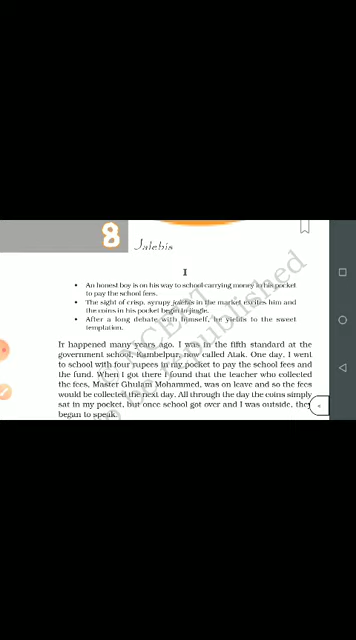 8
Jalebis
I
• An honest boy is on his way to school carrying money in his pocket
to pay the school fees.
• The sight of crisp, syrupy jalebis in the market excites him and
the coins in his pocket begin to jingle.
• After a long debate with himself, he yields to the sweet
temptation.
IT happened many years ago. I was in the fifth standard at the
government school, Kambelpur, now called Atak. One day, I went
to school with four rupees in my pocket to pay the school fees and
the fund. When I got there I found that the teacher who collected
the fees, Master Ghulam Mohammed, was on leave and so the fees
would be collected the next day. All through the day the coins simply
sat in my pocket, but once school got over and I was outside, they
began to speak.